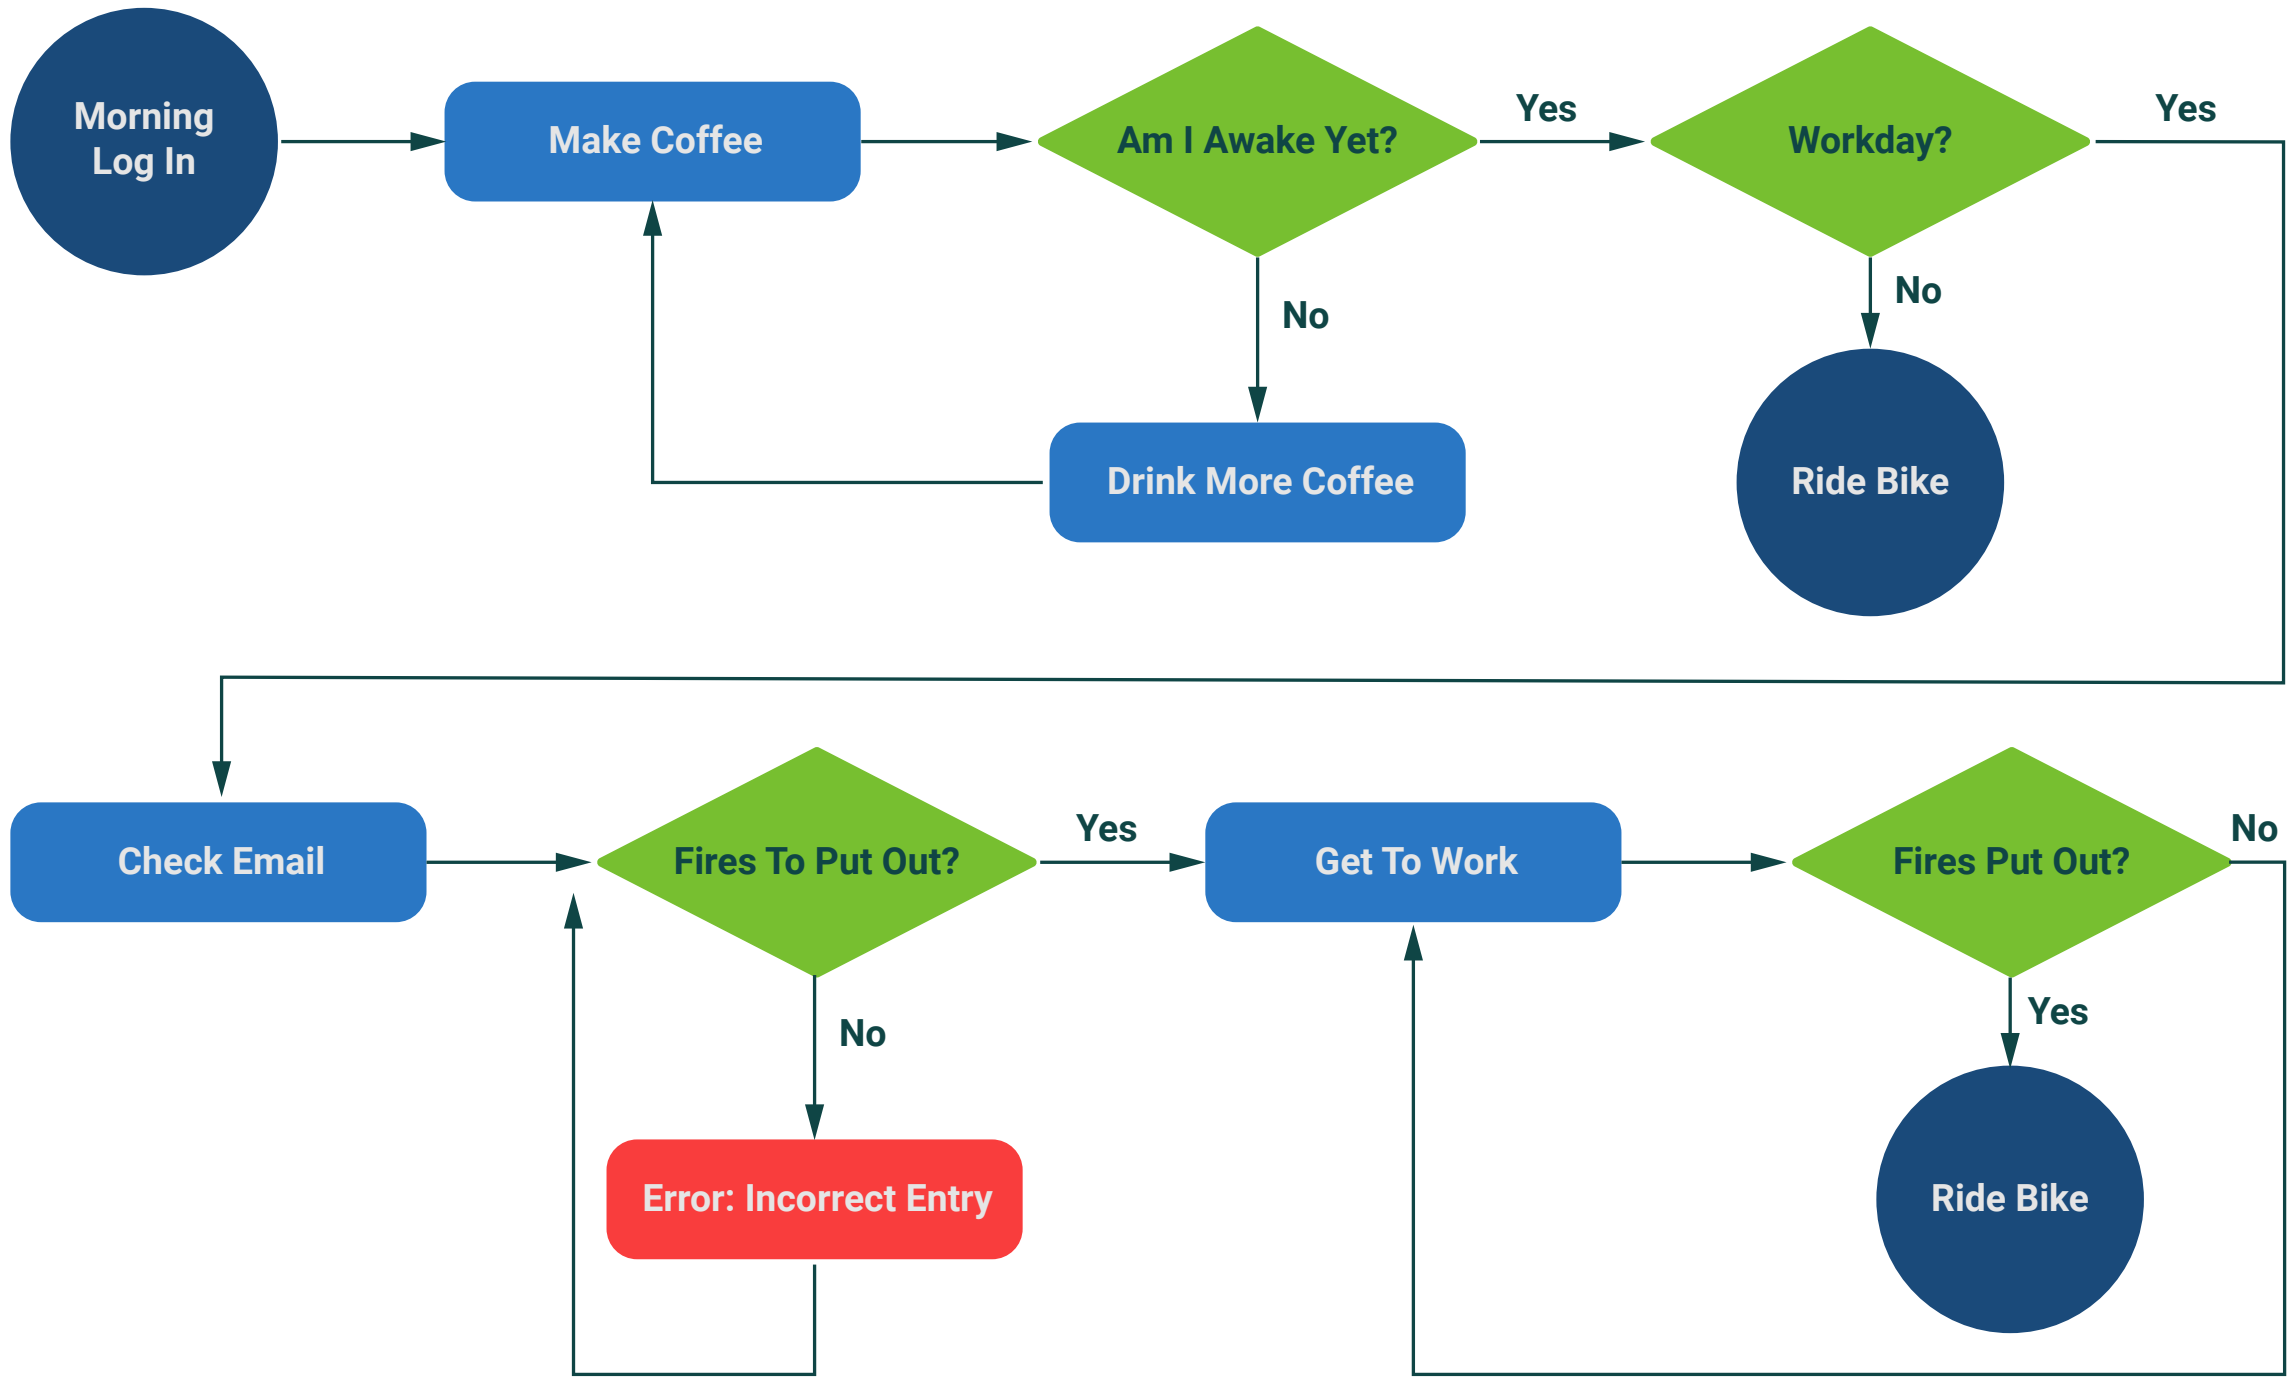 Morning
Log In
Make Coffee
Am I Awake Yet?
Yes
Workday?
Yes
No
No
Drink More Coffee
Ride Bike
Check Email
Fires To Put Out?
Yes
Get To Work
Fires Put Out?
No
No
Yes
Error: Incorrect Entry
Ride Bike